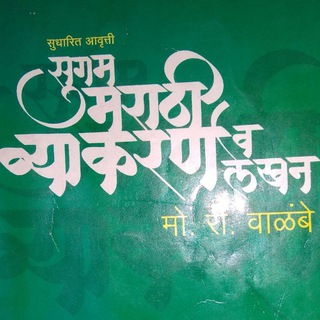 सुधारित आवृत्ती
सुगम
मराठी
व्याकरण व
लेखन
मो. रा. वाळंबे